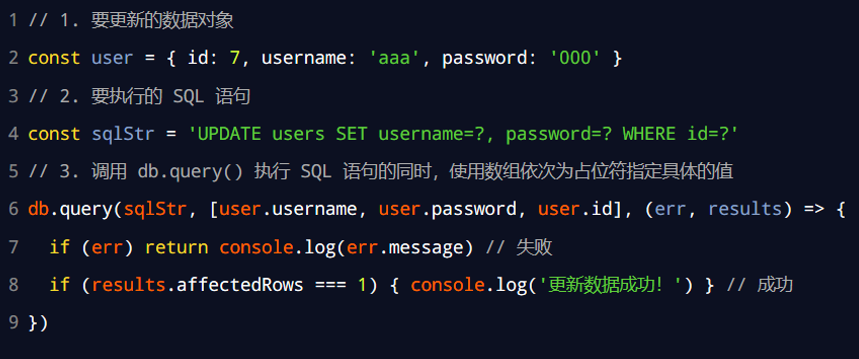 1 // 1. 要更新的数据对象
2 const user = { id: 7, username: 'aaa', password: '000' }
3 // 2. 要执行的 SQL 语句
4 const sqlStr = 'UPDATE users SET username=?, password=? WHERE id=?'
5 // 3. 调用 db.query() 执行 SQL 语句的同时，使用数组依次为占位符指定具体的值
6 db.query(sqlStr, [user.username, user.password, user.id], (err, results) => {
7   if (err) return console.log(err.message) // 失败
8   if (results.affectedRows === 1) { console.log('更新数据成功！') } // 成功
9 })